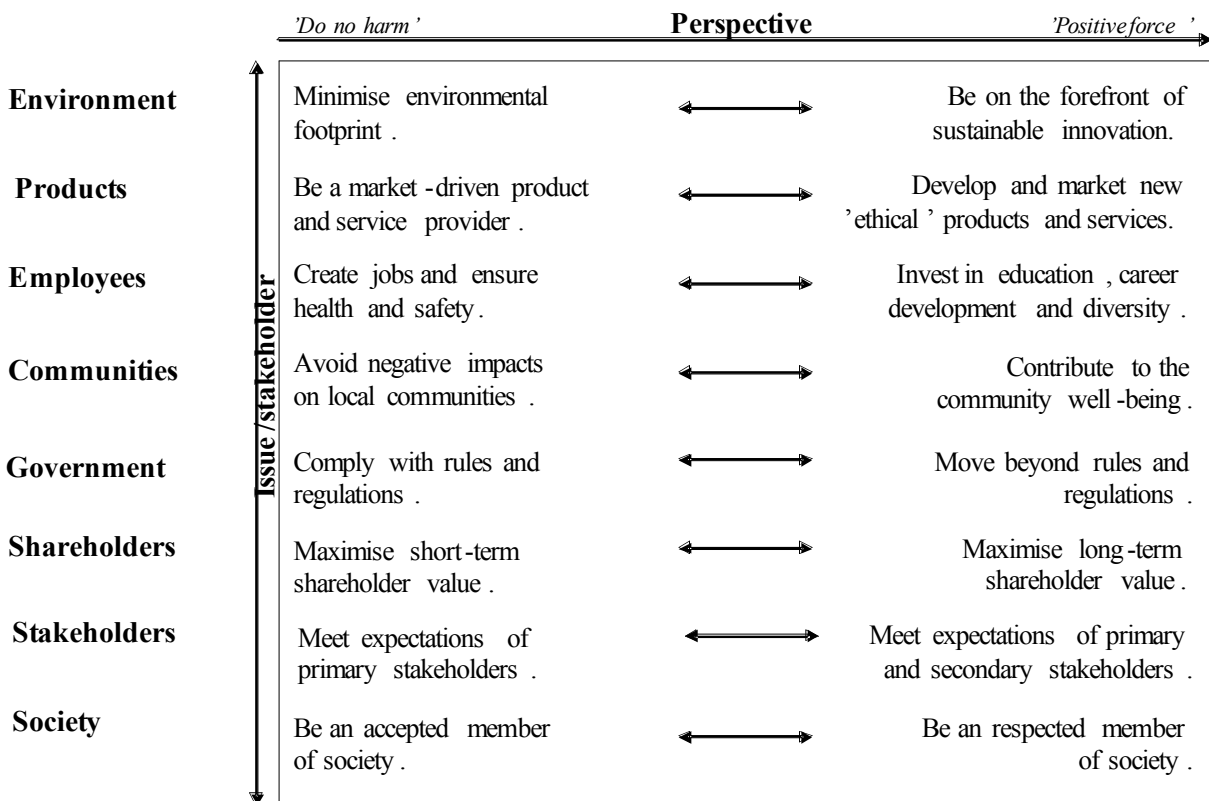 'Do no harm' Perspective 'Positive force '
Issue /stakeholder
Environment
Minimise environmental
footprint .
Be on the forefront of
sustainable innovation.
Products
Be a market -driven product
and service provider .
Develop and market new
'ethical ' products and services.
Employees
Create jobs and ensure
health and safety .
Invest in education , career
development and diversity .
Communities
Avoid negative impacts
on local communities .
Contribute to the
community well -being .
Government
Comply with rules and
regulations .
Move beyond rules and
regulations .
Shareholders
Maximise short -term
shareholder value .
Maximise long -term
shareholder value .
Stakeholders
Meet expectations of
primary stakeholders .
Meet expectations of primary
and secondary stakeholders .
Society
Be an accepted member
of society .
Be an respected member
of society .